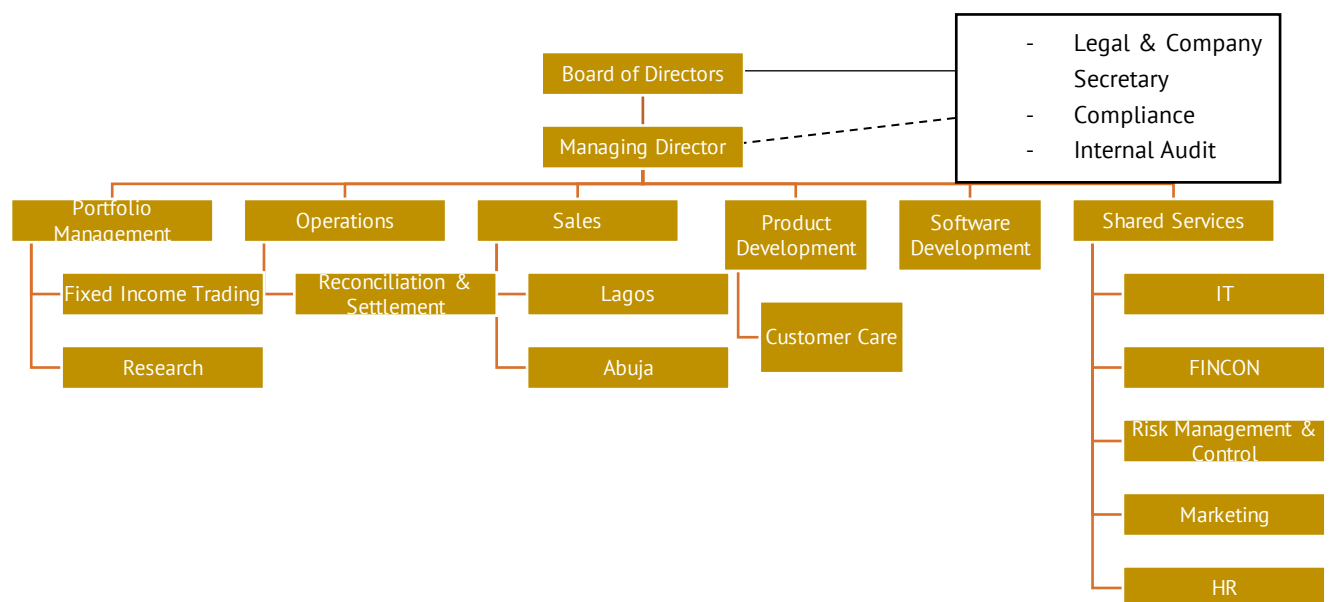 - Legal & Company
Secretary
- Compliance
- Internal Audit
Board of Directors
Managing Director
Portfolio
Management
Operations
Sales
Product
Development
Software
Development
Shared Services
Fixed Income Trading
Reconciliation &
Settlement
Lagos
Customer Care
IT
Research
Abuja
FINCON
Risk Management &
Control
Marketing
HR